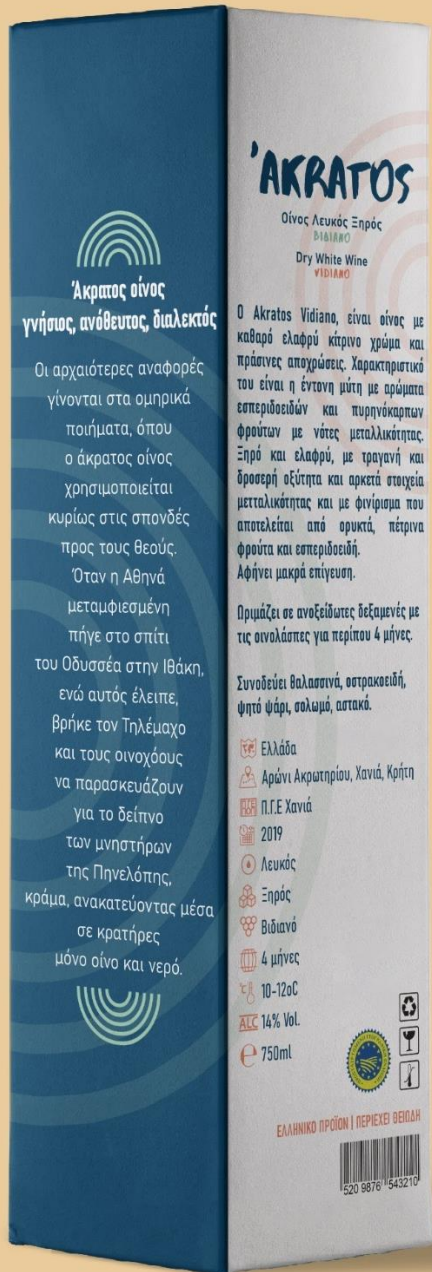 Άκρατος οίνος
γνήσιος, ανόθευτος, διαλεκτός
Οι αρχαιότερες αναφορές
γίνονται στα ομηρικά
ποιήματα, όπου
ο άκρατος οίνος
χρησιμοποιείται
κυρίως στις σπονδές
προς τους θεούς.
Όταν η Αθηνά
μεταμφιεσμένη
πήγε στο σπίτι
του Οδυσσέα στην Ιθάκη,
ενώ αυτός έλειπε,
βρήκε τον Τηλέμαχο
και τους οινοχόους
να παρασκευάζουν
για το δείπνο
των μνηστήρων
της Πηνελόπης,
κράμα, ανακατεύοντας μέσα
σε κρατήρες
μόνο οίνο και νερό.
'AKRATOS
Οίνος Λευκός Ξηρός
ΒΙΔΙΑΝΟ
Dry White Wine
VIDIANO
Ο Akratos Vidiano, είναι οίνος με
καθαρό ελαφρύ κίτρινο χρώμα και
πράσινες αποχρώσεις. Χαρακτηριστικό
του είναι η έντονη μύτη με αρώματα
εσπεριδοειδών και πυρηνόκαρπων
φρούτων με νότες μεταλλικότητας.
Ξηρό και ελαφρύ, με τραγανή και
δροσερή οξύτητα και αρκετά στοιχεία
μετταλικότητας και με φινίρισμα που
αποτελείται από ορυκτά, πέτρινα
φρούτα και εσπεριδοειδή.
Αφήνει μακρά επίγευση.
Ωριμάζει σε ανοξείδωτες δεξαμενές με
τις οινολάσπες για περίπου 4 μήνες.
Συνοδεύει θαλασσινά, οστρακοειδή,
ψητό ψάρι, σολωμό, αστακό.
Ελλάδα
Αρώνι Ακρωτηρίου, Χανιά, Κρήτη
Π.Γ.Ε Χανιά
2019
Λευκός
Ξηρός
Βιδιανό
4 μήνες
10-12oC
ALC 14% Vol.
e 750ml
ΕΛΛΗΝΙΚΟ ΠΡΟΪΟΝ | ΠΕΡΙΕΧΕΙ ΘΕΙΩΔΗ
520 9876 543210